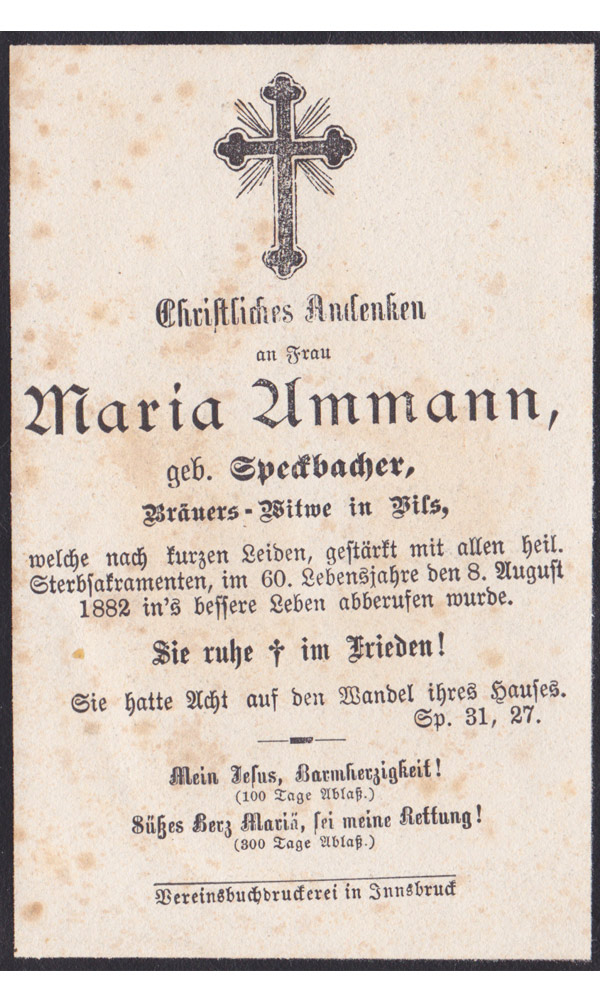 Christliches Andenken
an Frau
Maria Ammann,
geb. Speckbacher,
Bräuers-Witwe in Vils,
welche nach kurzen Leiden, gestärkt mit allen heil.
Sterbsakramenten, im 60. Lebensjahre den 8. August
1882 in's bessere Leben abberufen wurde.
Sie ruhe † im Frieden!
Sie hatte Acht auf den Wandel ihres Hauses.
Sp. 31, 27.
Mein Jesus, Barmherzigkeit!
(100 Tage Ablaß.)
Süßes Herz Mariä, sei meine Rettung!
(300 Tage Ablaß.)
Vereinsbuchdruckerei in Innsbruck